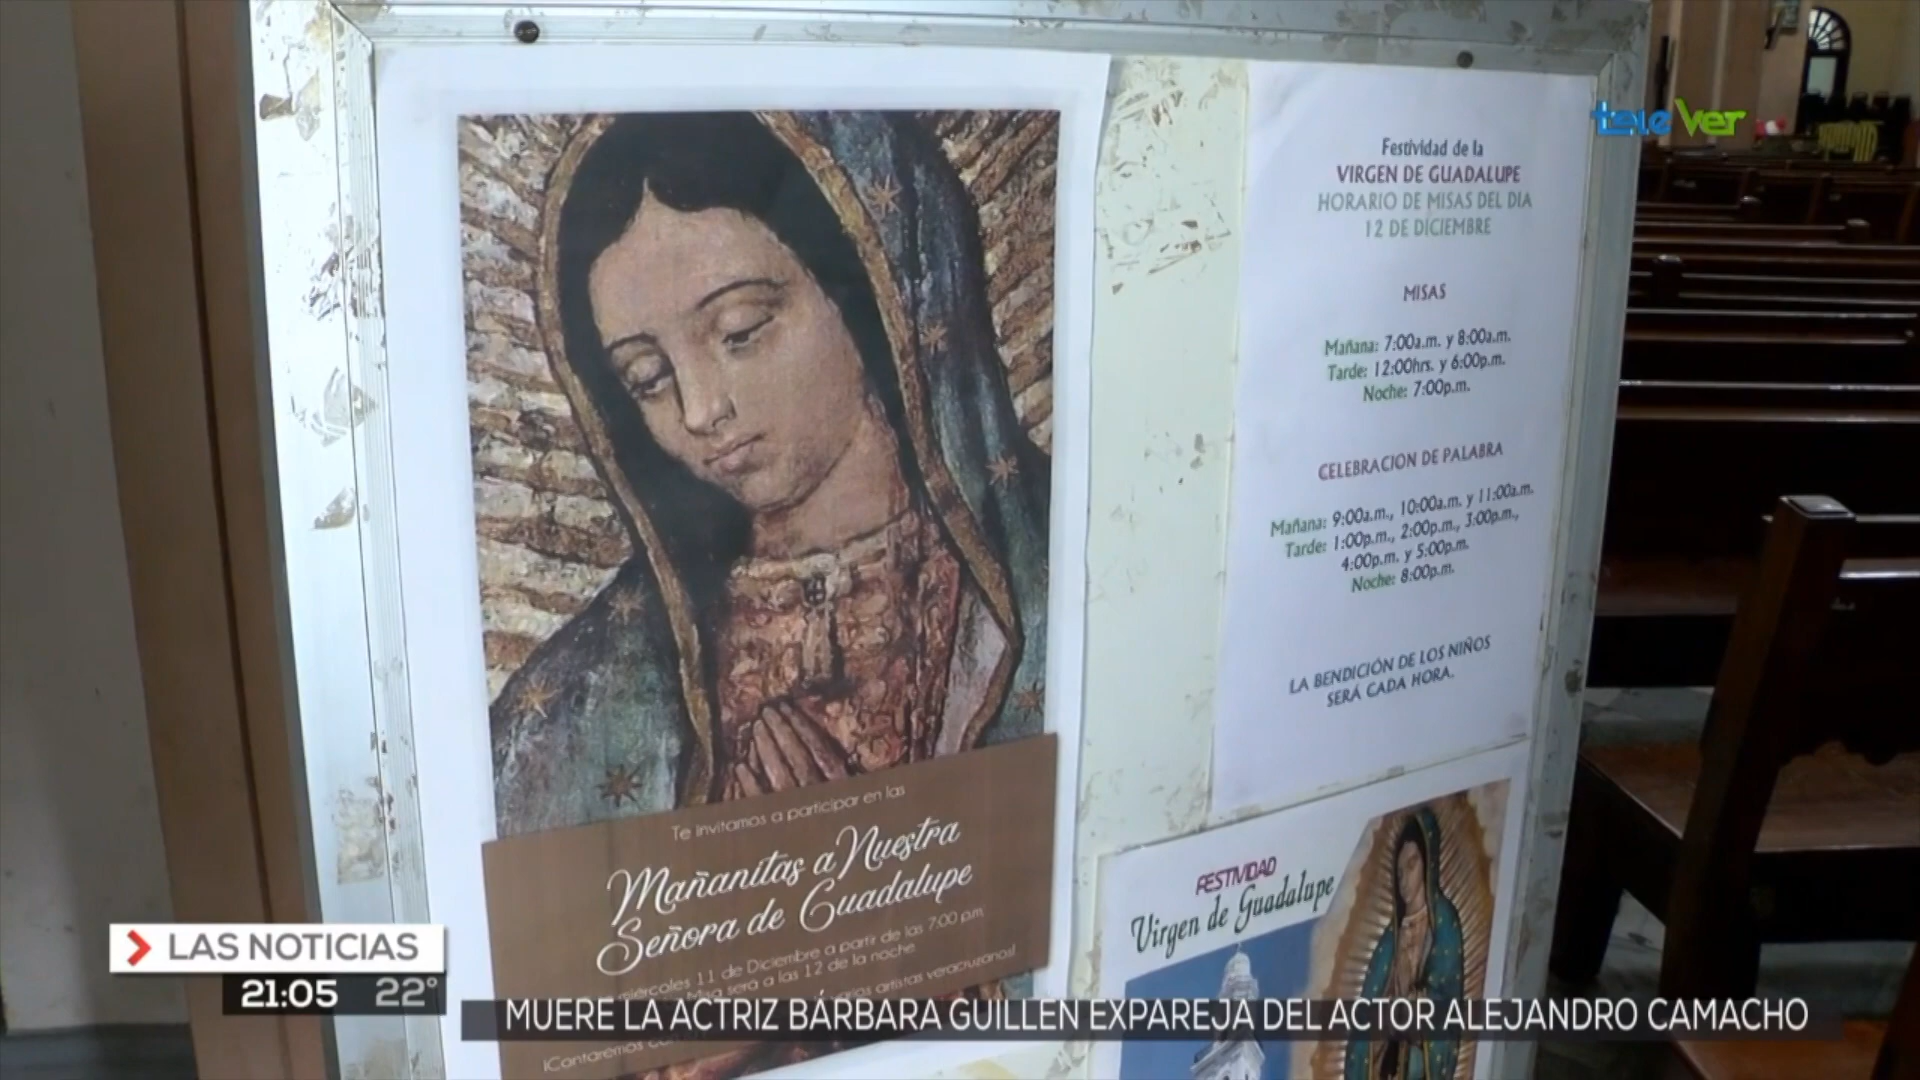 tele Ver
Festividad de la
VIRGEN DE GUADALUPE
HORARIO DE MISAS DEL DIA
12 DE DICIEMBRE
MISAS
Mañana: 7:00a.m. y 8:00a.m.
Tarde: 12:00hrs. y 6:00p.m.
Noche: 7:00p.m.
CELEBRACION DE PALABRA
Mañana: 9:00a.m., 10:00a.m. y 11:00a.m.
Tarde: 1:00p.m., 2:00p.m., 3:00p.m.,
4:00p.m. y 5:00p.m.
Noche: 8:00p.m.
LA BENDICIÓN DE LOS NIÑOS
SERÁ CADA HORA.
Te invitamos a participar en las
Mañanitas a Nuestra
Señora de Guadalupe
miércoles 11 de Diciembre a partir de las 7:00 p.m
Misa será a las 12 de la noche
¡Cantaremos artistas veracruzanos!
FESTIVIDAD
Virgen de Guadalupe
LAS NOTICIAS
21:05 22°
MUERE LA ACTRIZ BÁRBARA GUILLEN EXPAREJA DEL ACTOR ALEJANDRO CAMACHO